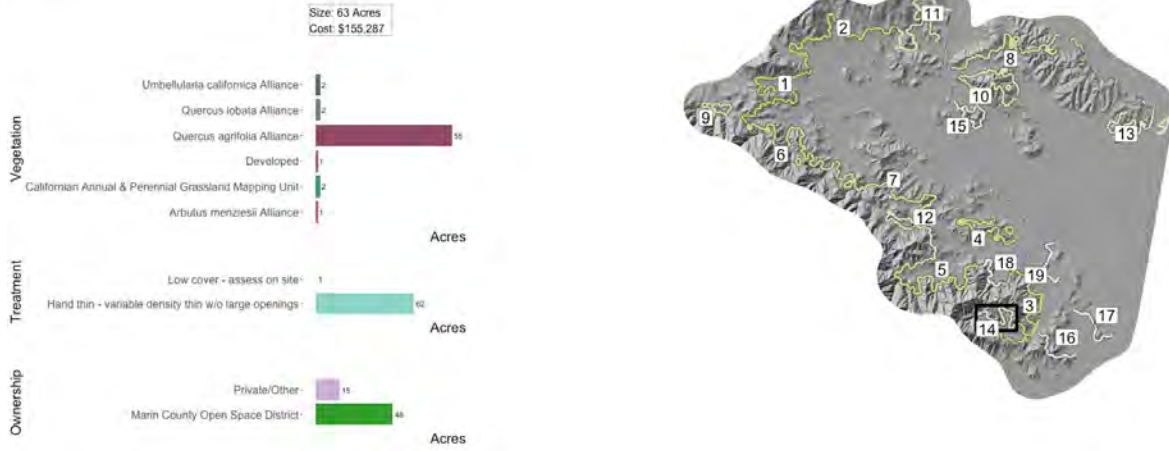 Size: 63 Acres
Cost: $155,287
Vegetation
Umbellularia californica Alliance
2
Quercus lobata Alliance
2
Quercus agrifolia Alliance
55
Developed
1
Californian Annual & Perennial Grassland Mapping Unit
2
Arbutus menziesii Alliance
1
Acres
Treatment
Low cover - assess on site
1
Hand thin - variable density thin w/o large openings
62
Acres
Ownership
Private/Other
15
Marin County Open Space District
48
Acres
11
2
8
1
10
9
15
13
6
7
12
4
5
18
19
3
14
17
16